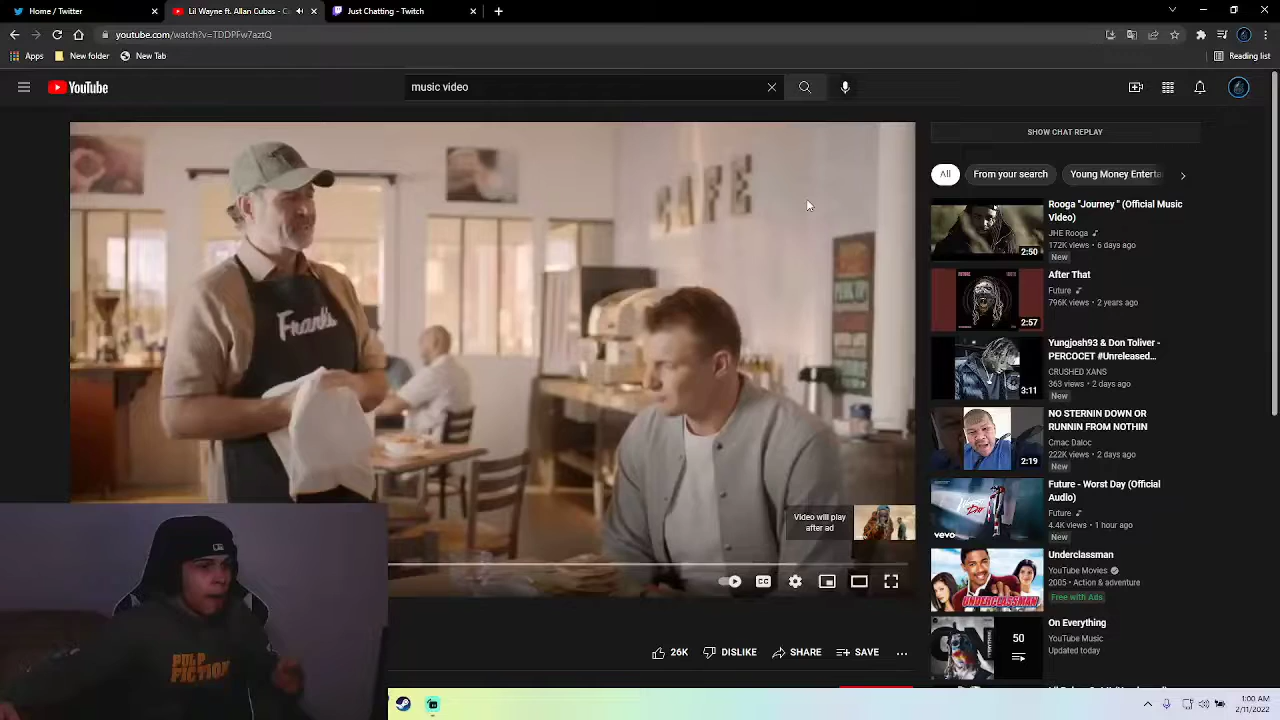 Home / Twitter
Lil Wayne ft. Allan Cubas - C
Just Chatting - Twitch
youtube.com/watch?v=TDDPFw7aztQ
Apps
New folder
New Tab
Reading list
YouTube
music video
SHOW CHAT REPLAY
All
From your search
Young Money Enterta
CAFE
Frank's
Video will play
after ad
Rooga "Journey" (Official Music
Video)
JHE Rooga
172K views • 6 days ago
New
2:50
After That
Future
796K views • 2 years ago
2:57
Yungjosh93 & Don Toliver -
PERCOCET #Unreleased...
CRUSHED XANS
363 views • 2 days ago
New
3:11
NO STERNIN DOWN OR
RUNNIN FROM NOTHIN
Cmac Daloc
222K views • 2 days ago
New
2:19
Future - Worst Day (Official
Audio)
Future
4.4K views • 1 hour ago
New
vevo
Underclassman
YouTube Movies
2005 • Action & adventure
Free with Ads
UNDERCLASSMAN
On Everything
YouTube Music
Updated today
50
26K
DISLIKE
SHARE
SAVE
PULP
FICTION
1:00 AM
2/11/2022